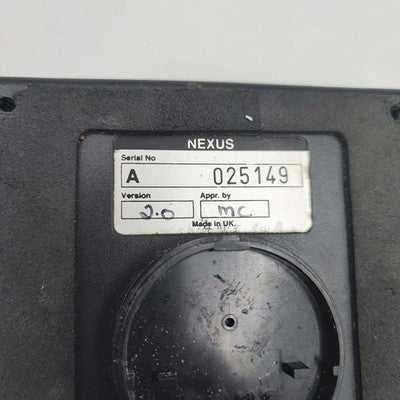 NEXUS
Serial No
A 025149
Version Appr. by
2.0 mc.
Made in UK.